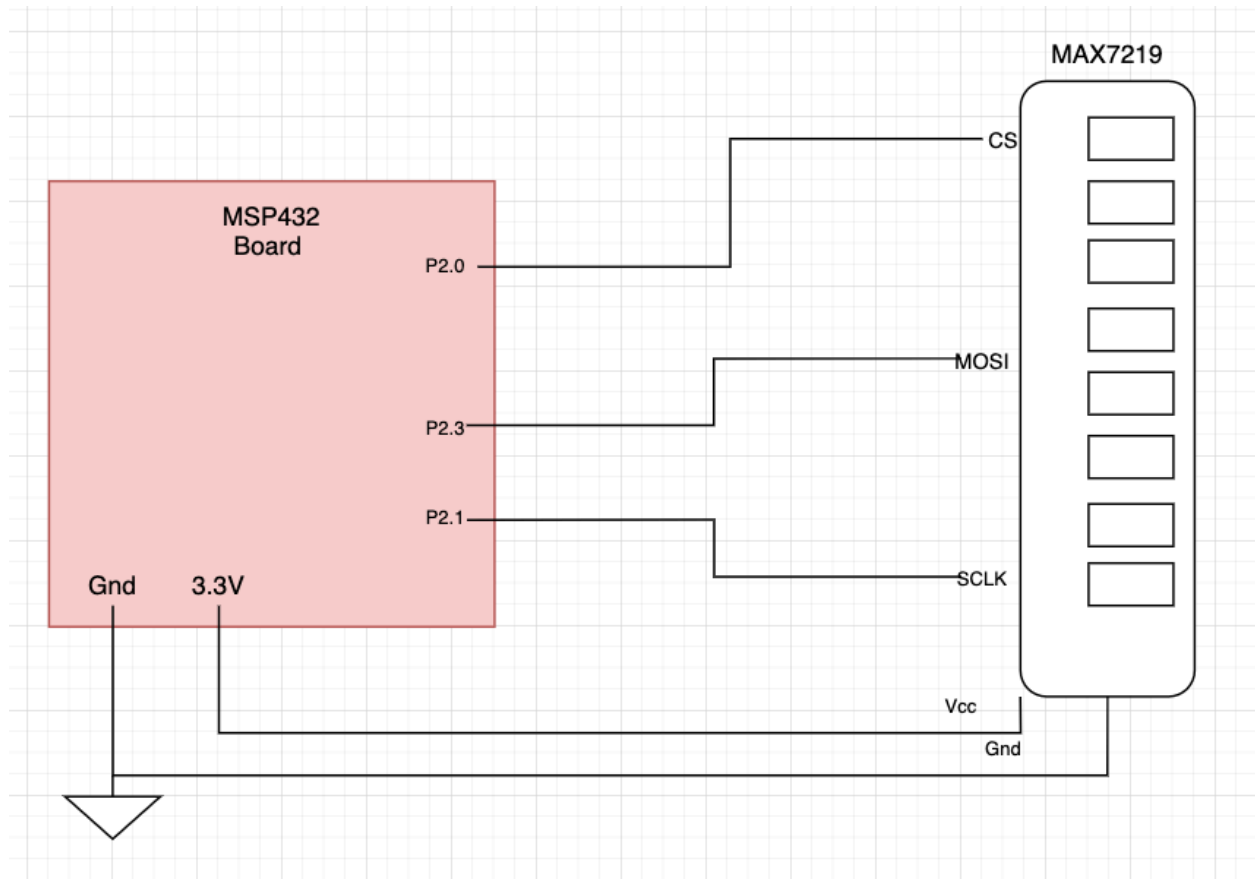 MAX7219
CS
MSP432
Board
P2.0
MOSI
P2.3
P2.1
Gnd
3.3V
SCLK
Vcc
Gnd